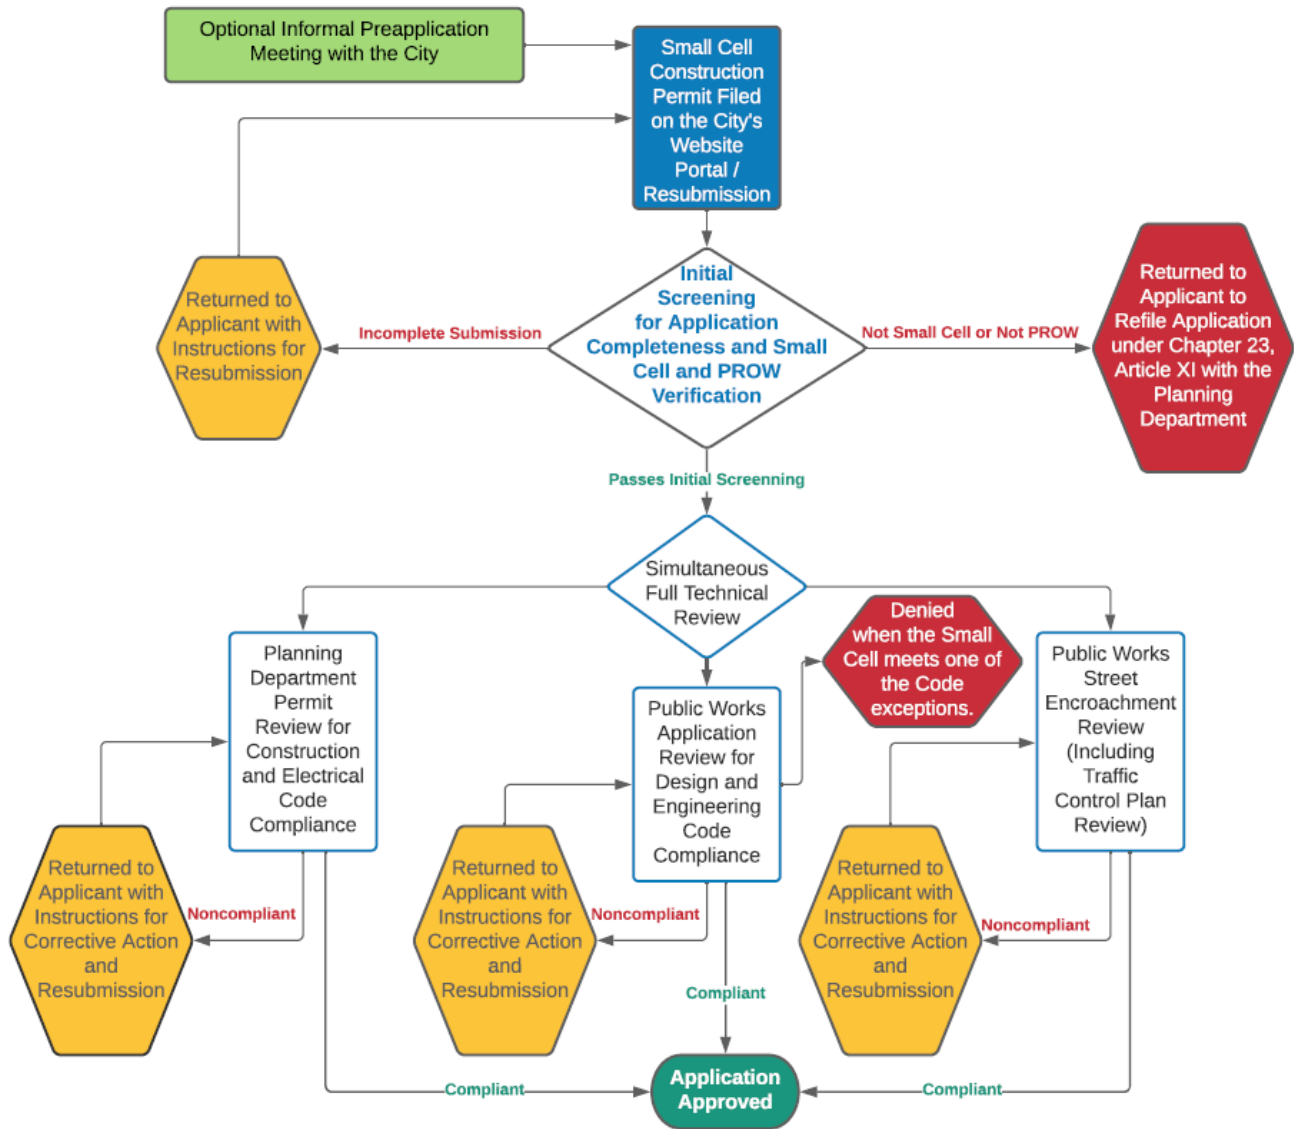 Optional Informal Preapplication
Meeting with the City
Small Cell
Construction
Permit Filed
on the City's
Website
Portal /
Resubmission
Initial
Screening
for Application
Completeness and Small
Cell and PROW
Verification
Incomplete Submission
Returned to
Applicant with
Instructions for
Resubmission
Not Small Cell or Not PROW
Returned to
Applicant to
Refile Application
under Chapter 23,
Article XI with the
Planning
Department
Passes Initial Screenning
Simultaneous
Full Technical
Review
Planning
Department
Permit
Review for
Construction
and Electrical
Code
Compliance
Public Works
Application
Review for
Design and
Engineering
Code
Compliance
Denied
when the Small
Cell meets one of
the Code
exceptions.
Public Works
Street
Encroachment
Review
(Including
Traffic
Control Plan
Review)
Returned to
Applicant with
Instructions for
Corrective Action
and
Resubmission
Noncompliant
Returned to
Applicant with
Instructions for
Corrective Action
and
Resubmission
Noncompliant
Returned to
Applicant with
Instructions for
Corrective Action
and
Resubmission
Noncompliant
Compliant
Compliant
Application
Approved
Compliant